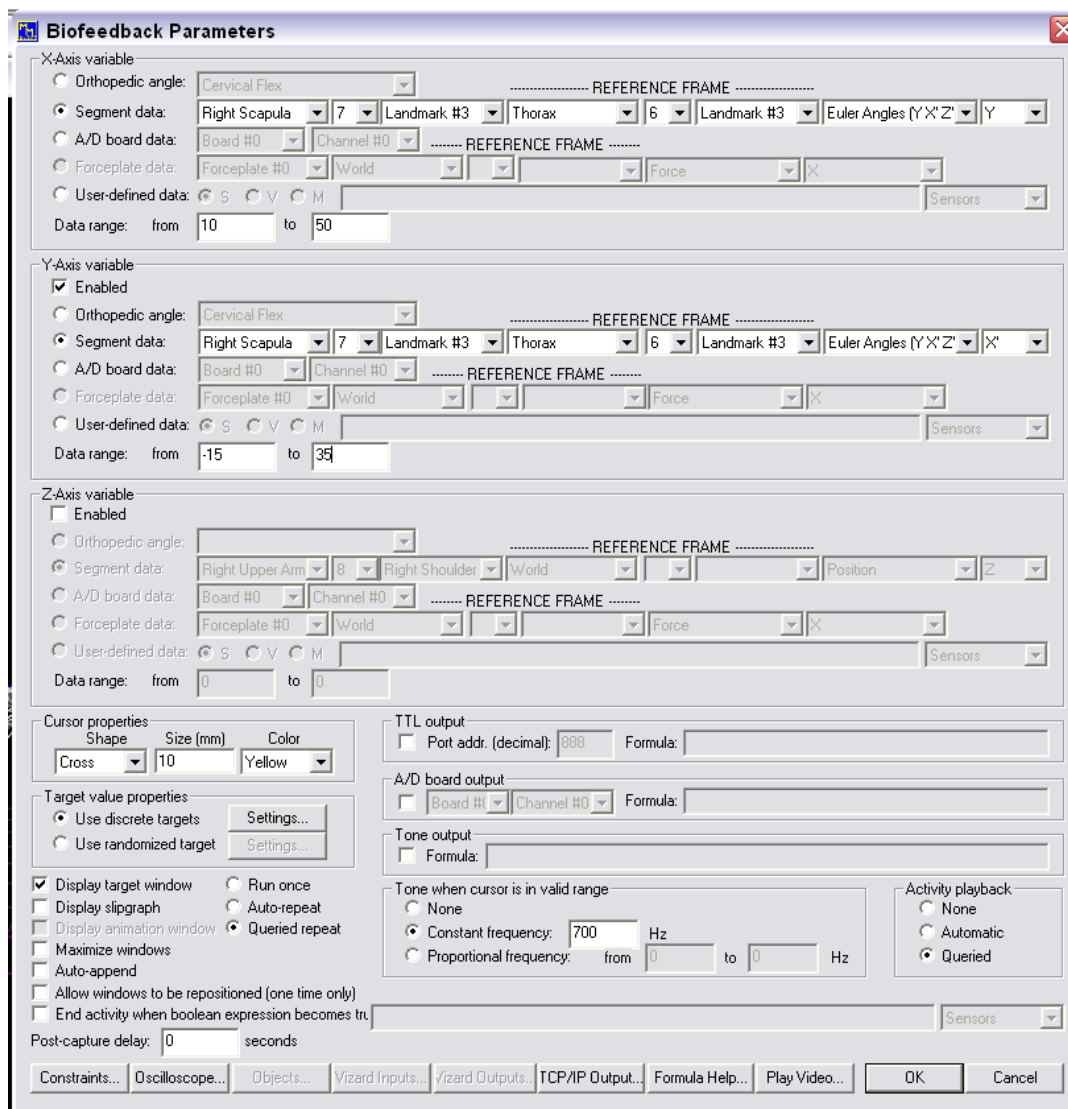 Biofeedback Parameters
X-Axis variable
Orthopedic angle: Cervical Flex
------------------ REFERENCE FRAME ------------------
Segment data: Right Scapula 7 Landmark #3 Thorax 6 Landmark #3 Euler Angles (Y X' Z' Y
A/D board data: Board #0 Channel #0 ------- REFERENCE FRAME -------
Forceplate data: Forceplate #0 World Force X
User-defined data: S V M Sensors
Data range: from 10 to 50
Y-Axis variable
Enabled
Orthopedic angle: Cervical Flex
------------------ REFERENCE FRAME ------------------
Segment data: Right Scapula 7 Landmark #3 Thorax 6 Landmark #3 Euler Angles (Y X' Z' X'
A/D board data: Board #0 Channel #0 ------- REFERENCE FRAME -------
Forceplate data: Forceplate #0 World Force X
User-defined data: S V M Sensors
Data range: from -15 to 35
Z-Axis variable
Enabled
Orthopedic angle:
------------------ REFERENCE FRAME ------------------
Segment data: Right Upper Arm 8 Right Shoulder World Position Z
A/D board data: Board #0 Channel #0 ------- REFERENCE FRAME -------
Forceplate data: Forceplate #0 World Force X
User-defined data: S V M Sensors
Data range: from 0 to 0
Cursor properties
Shape Size (mm) Color
Cross 10 Yellow
TTL output
Port addr. (decimal): 888 Formula:
A/D board output
Board #0 Channel #0 Formula:
Target value properties
Use discrete targets Settings...
Use randomized target Settings...
Tone output
Formula:
Display target window Run once
Display slipgraph Auto-repeat
Display animation window Queried repeat
Maximize windows
Auto-append
Tone when cursor is in valid range
None
Constant frequency: 700 Hz
Proportional frequency: from 0 to 0 Hz
Activity playback
None
Automatic
Queried
Allow windows to be repositioned (one time only)
End activity when boolean expression becomes tru Sensors
Post-capture delay: 0 seconds
Constraints... Oscilloscope... Objects... Vizard Inputs... Vizard Outputs.. TCP/IP Output... Formula Help... Play Video... OK Cancel